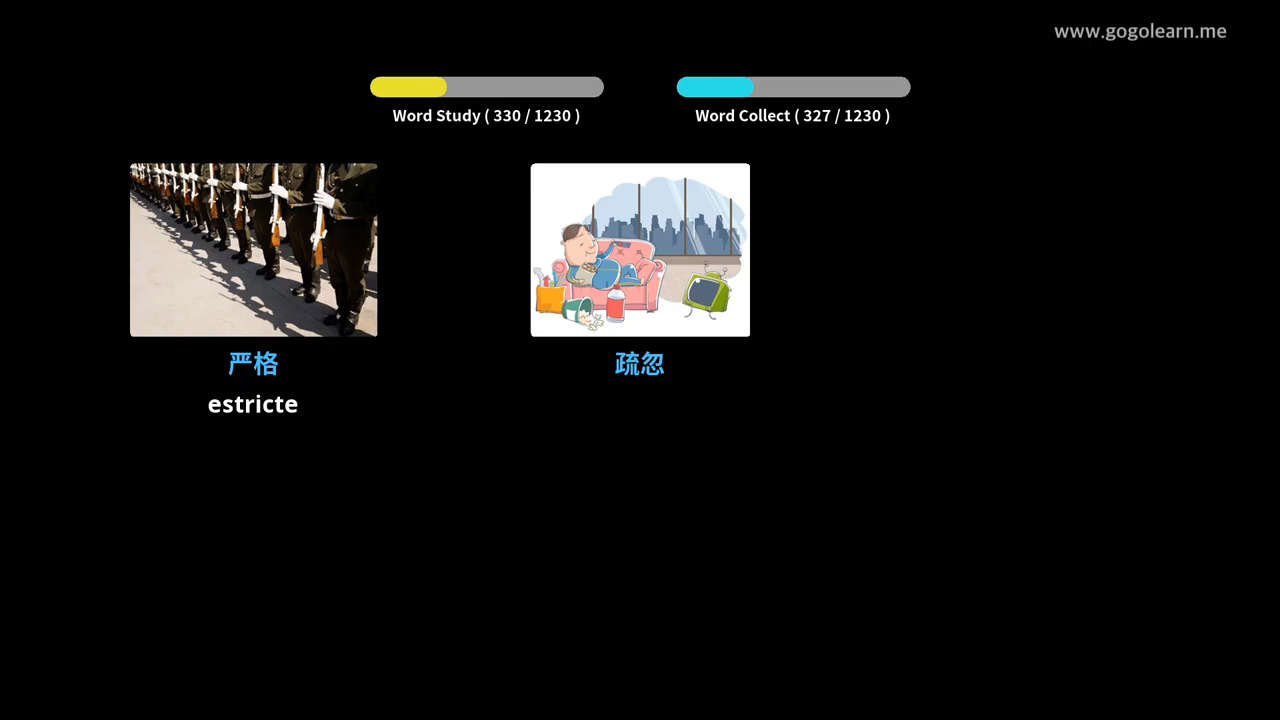 www.gogolearn.me
Word Study ( 330 / 1230 )
Word Collect ( 327 / 1230 )
严格
疏忽
estricte